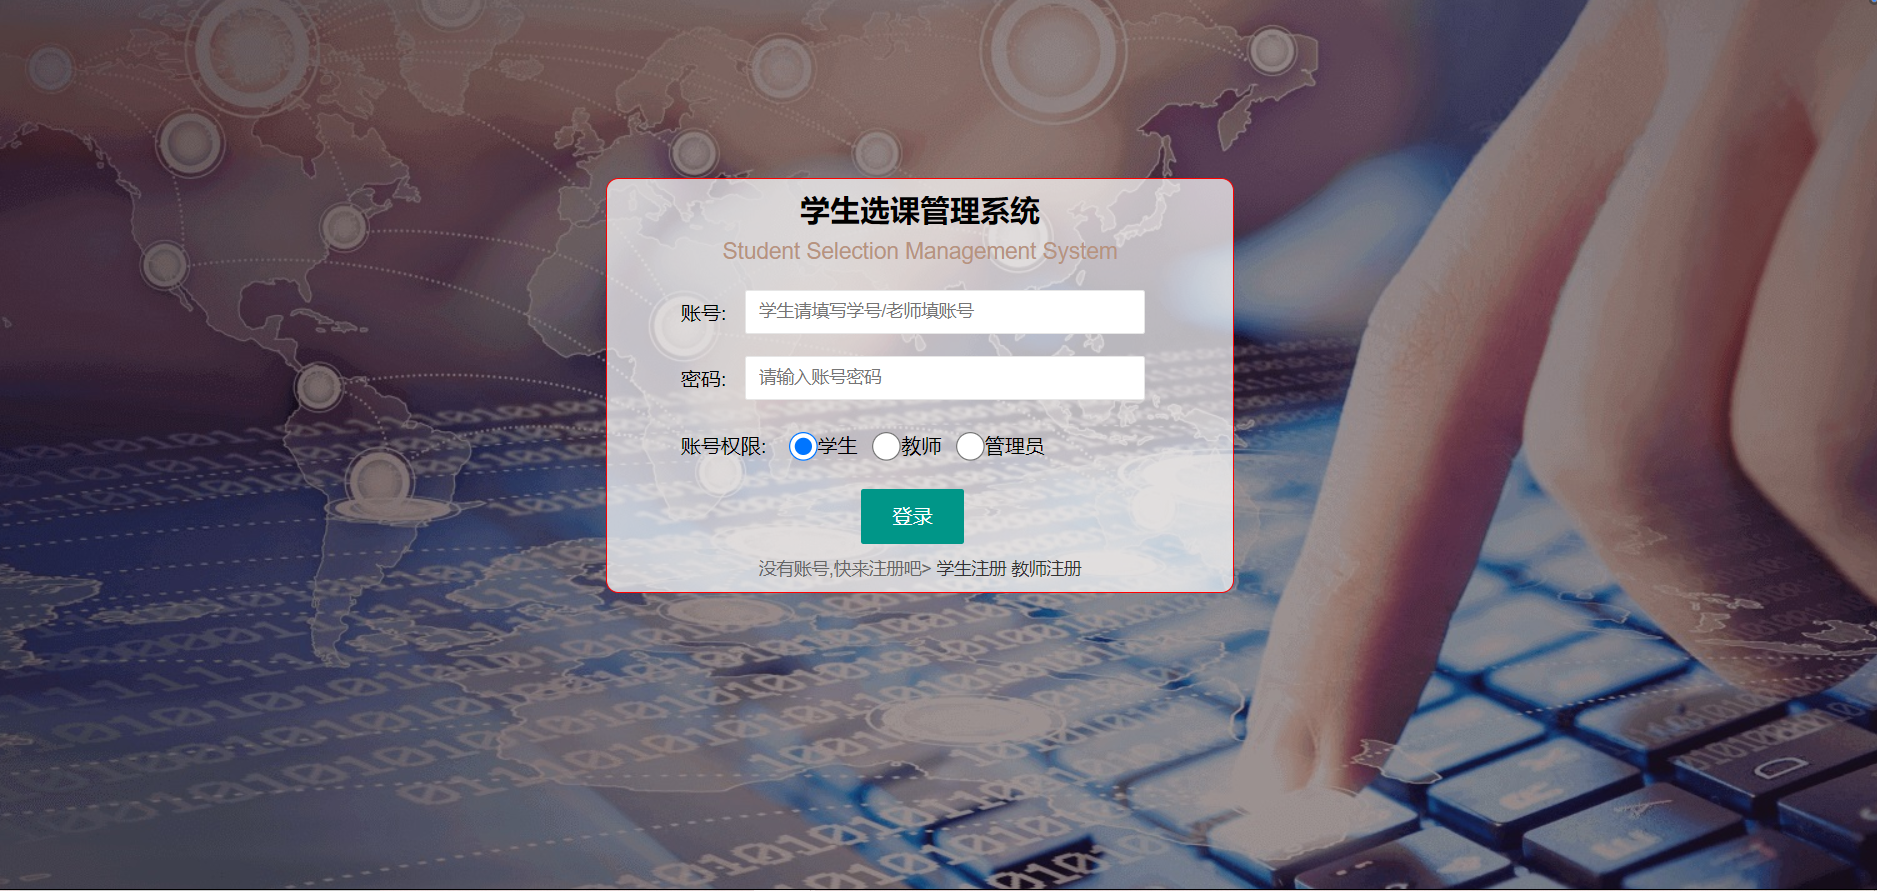 学生选课管理系统
Student Selection Management System
账号: 学生请填写学号/老师填账号
密码: 请输入账号密码
账号权限: 学生 教师 管理员
登录
没有账号,快来注册吧> 学生注册 教师注册